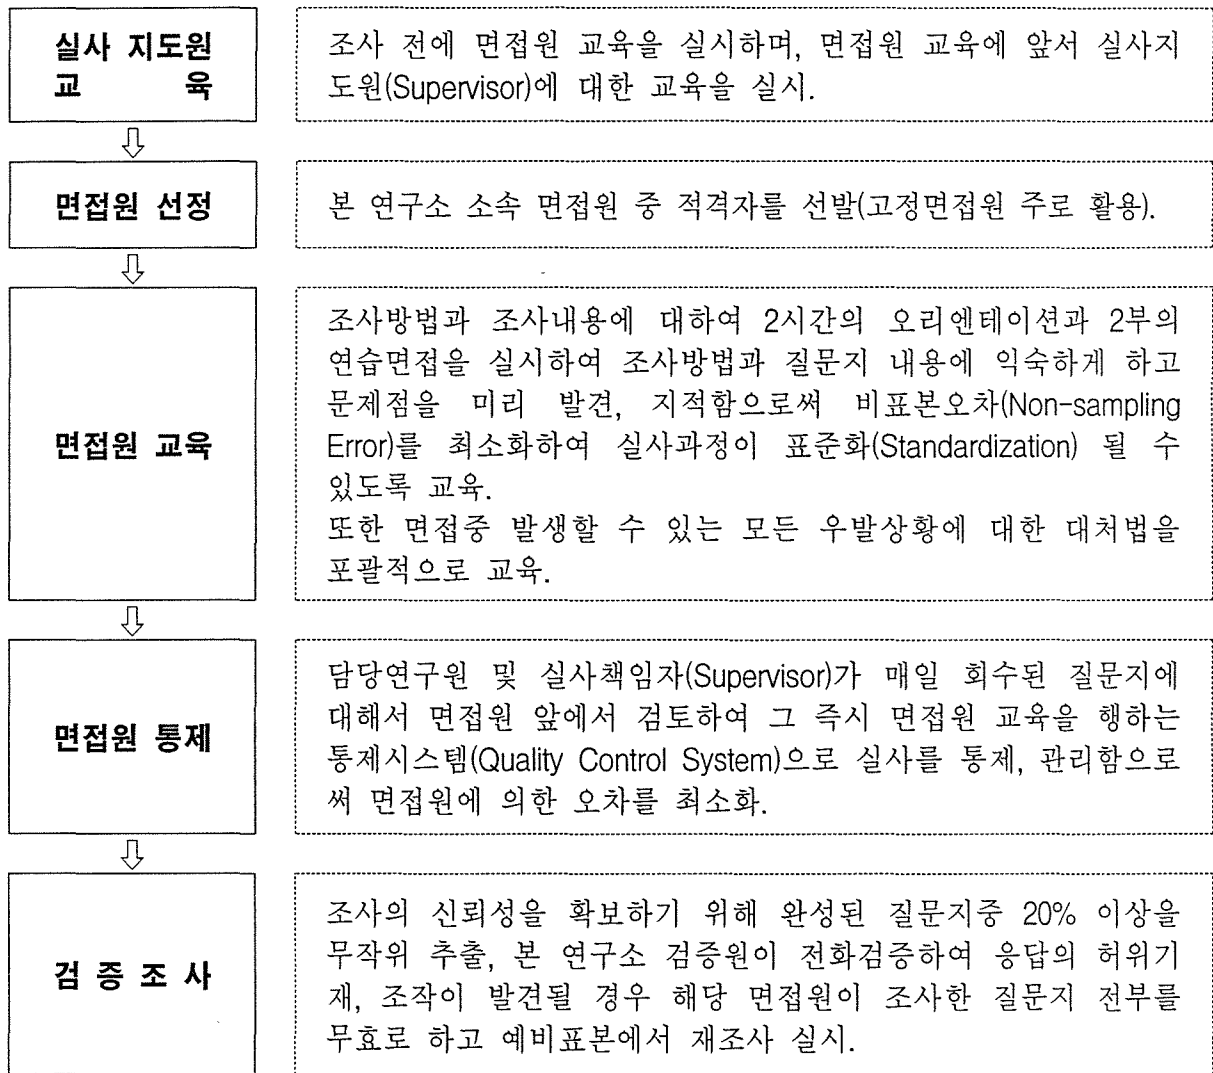 실사 지도원
교 육
조사 전에 면접원 교육을 실시하며, 면접원 교육에 앞서 실사지
도원(Supervisor)에 대한 교육을 실시.
면접원 선정
본 연구소 소속 면접원 중 적격자를 선발(고정면접원 주로 활용).
면접원 교육
조사방법과 조사내용에 대하여 2시간의 오리엔테이션과 2부의
연습면접을 실시하여 조사방법과 질문지 내용에 익숙하게 하고
문제점을 미리 발견, 지적함으로써 비표본오차(Non-sampling
Error)를 최소화하여 실사과정이 표준화(Standardization) 될 수
있도록 교육.
또한 면접중 발생할 수 있는 모든 우발상황에 대한 대처법을
포괄적으로 교육.
면접원 통제
담당연구원 및 실사책임자(Supervisor)가 매일 회수된 질문지에
대해서 면접원 앞에서 검토하여 그 즉시 면접원 교육을 행하는
통제시스템(Quality Control System)으로 실사를 통제, 관리함으로
써 면접원에 의한 오차를 최소화.
검 증 조 사
조사의 신뢰성을 확보하기 위해 완성된 질문지중 20% 이상을
무작위 추출, 본 연구소 검증원이 전화검증하여 응답의 허위기
재, 조작이 발견될 경우 해당 면접원이 조사한 질문지 전부를
무효로 하고 예비표본에서 재조사 실시.